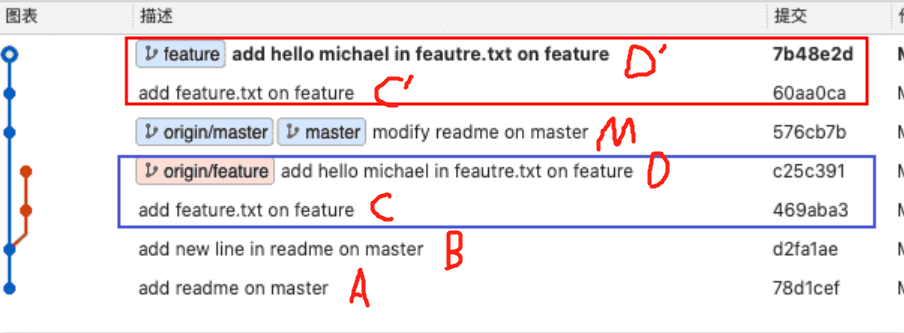 图表 描述 提交 作
feature add hello michael in feautre.txt on feature D' 7b48e2d
add feature.txt on feature C' 60aa0ca
origin/master master modify readme on master M 576cb7b
origin/feature add hello michael in feautre.txt on feature D c25c391
add feature.txt on feature C 469aba3
add new line in readme on master B d2fa1ae
add readme on master A 78d1cef